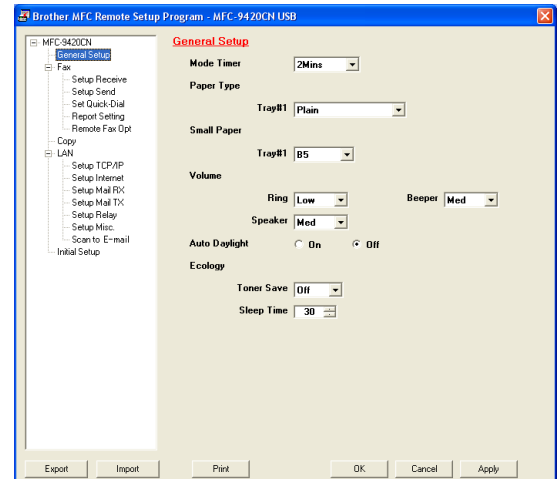 Brother MFC Remote Setup Program - MFC-9420CN USB
MFC-9420CN
General Setup
Fax
Setup Receive
Setup Send
Set Quick-Dial
Report Setting
Remote Fax Opt
Copy
LAN
Setup TCP/IP
Setup Internet
Setup Mail RX
Setup Mail TX
Setup Relay
Setup Misc.
Scan to E-mail
Initial Setup
General Setup
Mode Timer 2Mins
Paper Type
Tray#1 Plain
Small Paper
Tray#1 B5
Volume
Ring Low Beeper Med
Speaker Med
Auto Daylight On Off
Ecology
Toner Save Off
Sleep Time 30
Export Import Print OK Cancel Apply